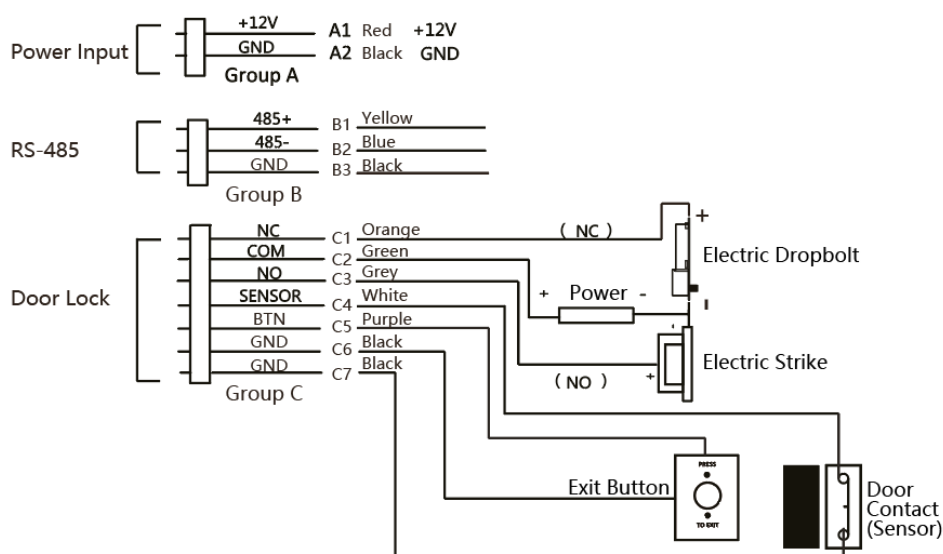 Power Input
+12V A1 Red +12V
GND A2 Black GND
Group A
RS-485
485+ B1 Yellow
485- B2 Blue
GND B3 Black
Group B
Door Lock
NC C1 Orange ( NC )
COM C2 Green
NO C3 Grey
SENSOR C4 White
BTN C5 Purple
GND C6 Black
GND C7 Black
Group C
+
Electric Dropbolt
-
+ Power -
-
Electric Strike
+
( NO )
Exit Button
PRESS
TO EXIT
Door
Contact
(Sensor)